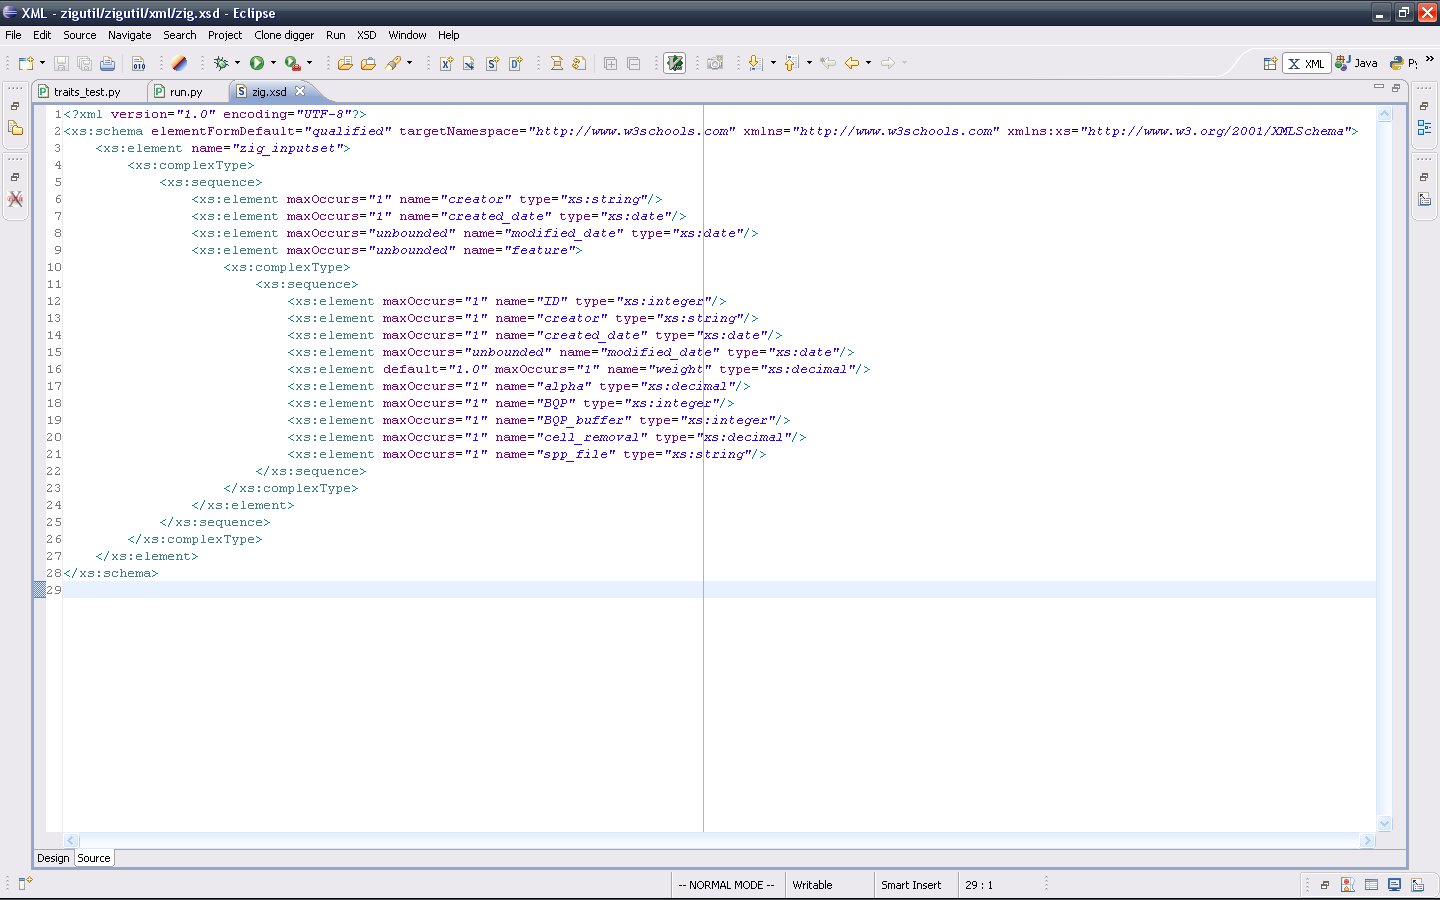 XML - zigutil/zigutil/xml/zig.xsd - Eclipse
File Edit Source Navigate Search Project Clone digger Run XSD Window Help
XML Java Py
traits_test.py run.py zig.xsd
1 <?xml version="1.0" encoding="UTF-8"?>
2 <xs:schema elementFormDefault="qualified" targetNamespace="http://www.w3schools.com" xmlns="http://www.w3schools.com" xmlns:xs="http://www.w3.org/2001/XMLSchema">
3 <xs:element name="zig_inputset">
4 <xs:complexType>
5 <xs:sequence>
6 <xs:element maxOccurs="1" name="creator" type="xs:string"/>
7 <xs:element maxOccurs="1" name="created_date" type="xs:date"/>
8 <xs:element maxOccurs="unbounded" name="modified_date" type="xs:date"/>
9 <xs:element maxOccurs="unbounded" name="feature">
10 <xs:complexType>
11 <xs:sequence>
12 <xs:element maxOccurs="1" name="ID" type="xs:integer"/>
13 <xs:element maxOccurs="1" name="creator" type="xs:string"/>
14 <xs:element maxOccurs="1" name="created_date" type="xs:date"/>
15 <xs:element maxOccurs="unbounded" name="modified_date" type="xs:date"/>
16 <xs:element default="1.0" maxOccurs="1" name="weight" type="xs:decimal"/>
17 <xs:element maxOccurs="1" name="alpha" type="xs:decimal"/>
18 <xs:element maxOccurs="1" name="BQP" type="xs:integer"/>
19 <xs:element maxOccurs="1" name="BQP_buffer" type="xs:integer"/>
20 <xs:element maxOccurs="1" name="cell_removal" type="xs:decimal"/>
21 <xs:element maxOccurs="1" name="spp_file" type="xs:string"/>
22 </xs:sequence>
23 </xs:complexType>
24 </xs:element>
25 </xs:sequence>
26 </xs:complexType>
27 </xs:element>
28 </xs:schema>
29
Design Source
-- NORMAL MODE -- Writable Smart Insert 29 : 1